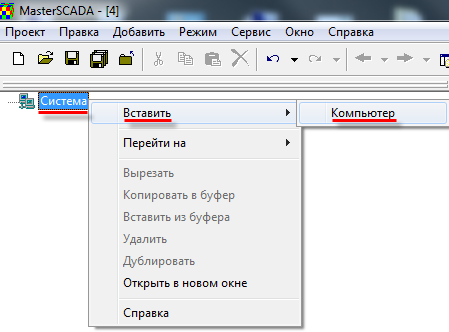 MasterSCADA - [4]
Проект Правка Добавить Режим Сервис Окно Справка
Система
Вставить
Компьютер
Перейти на
Вырезать
Копировать в буфер
Вставить из буфера
Удалить
Дублировать
Открыть в новом окне
Справка